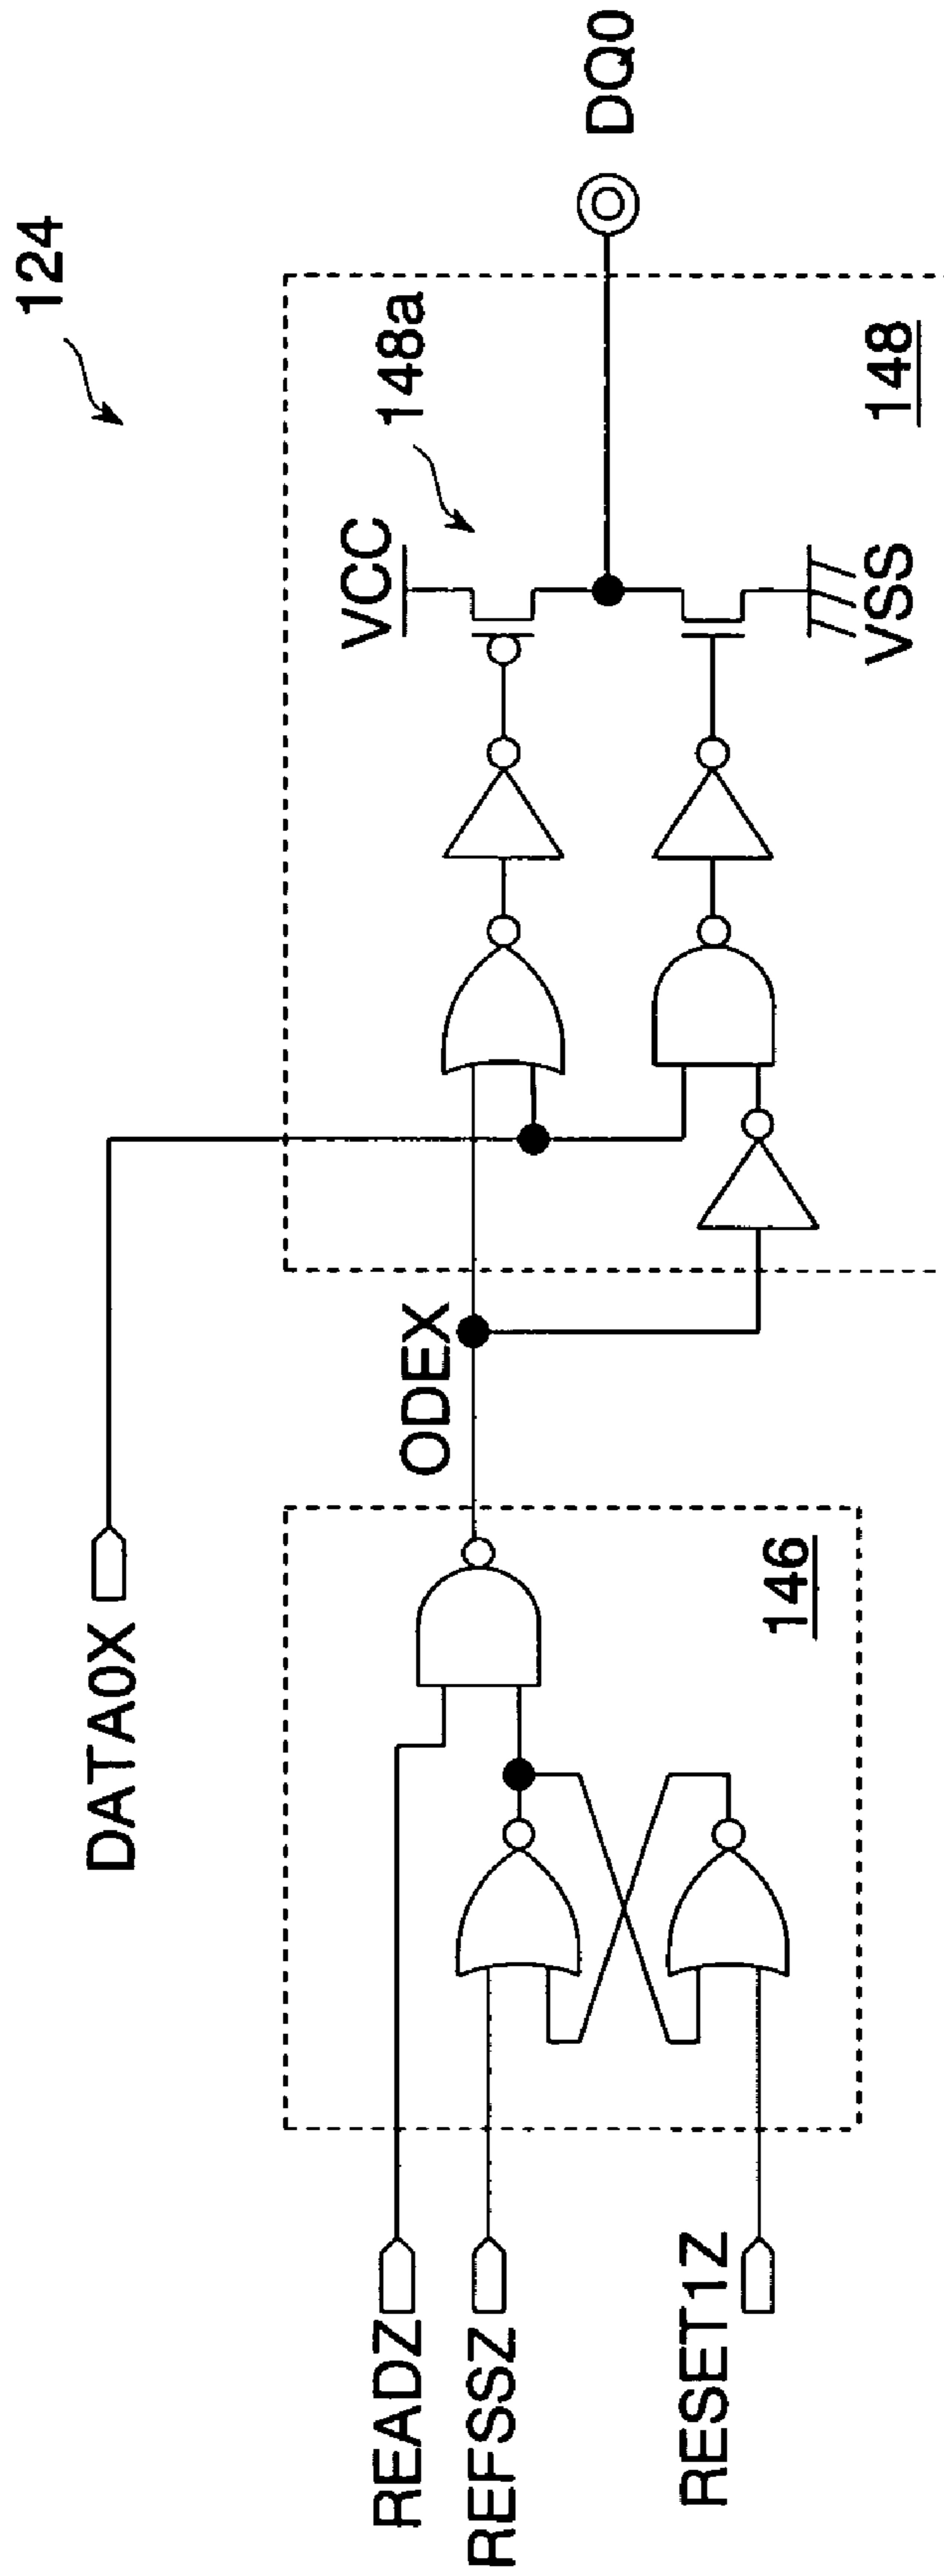 124
DATA0X
READZ
REFSSZ
RESET1Z
146
ODEX
VCC
148a
VSS
148
DQ0